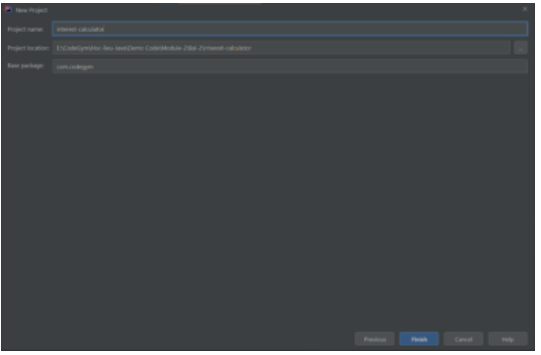 New Project
Project name: interest-calculator
Project location:
Base package: com.codegym
Previous Finish Cancel Help